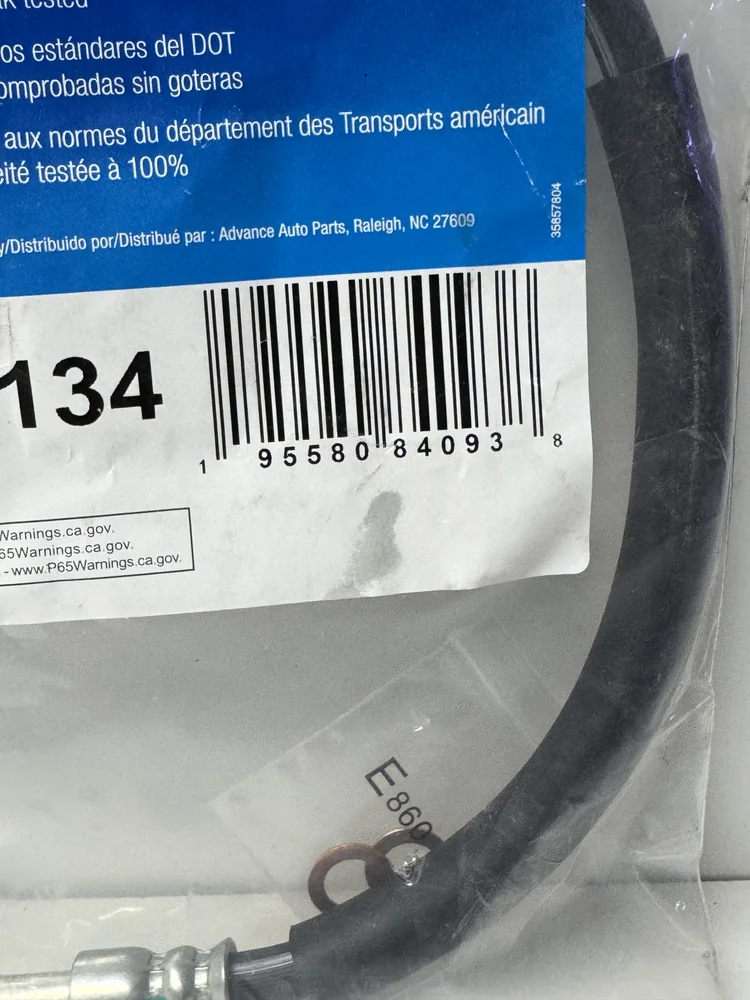 tested
os estándares del DOT
omprobadas sin goteras
aux normes du département des Transports américain
eité testée à 100%
y/Distribuido por/Distribué par : Advance Auto Parts, Raleigh, NC 27609
35857804
134
1 95580 84093 8
Warnings.ca.gov.
65Warnings.ca.gov.
- www.P65Warnings.ca.gov.
E860